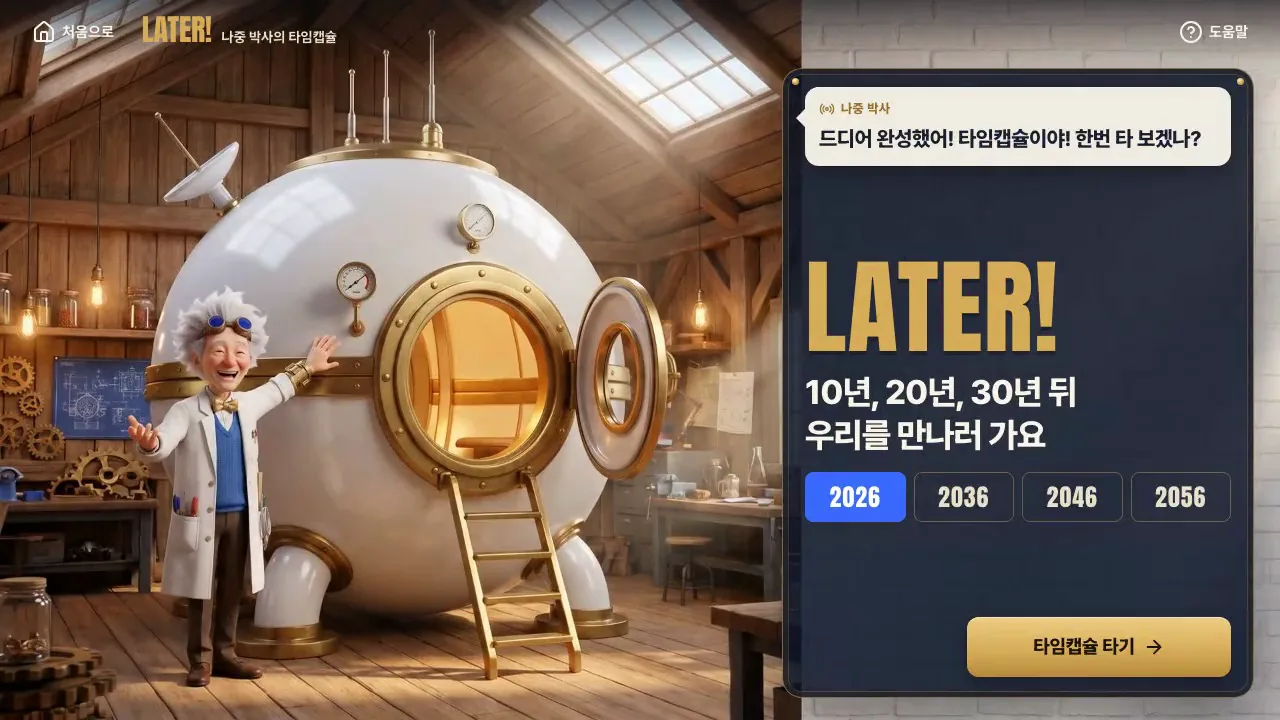 처음으로
LATER! 나중 박사의 타임캡슐
도움말
나중 박사
드디어 완성했어! 타임캡슐이야! 한번 타 보겠나?
LATER!
10년, 20년, 30년 뒤
우리를 만나러 가요
2026 2036 2046 2056
타임캡슐 타기 →